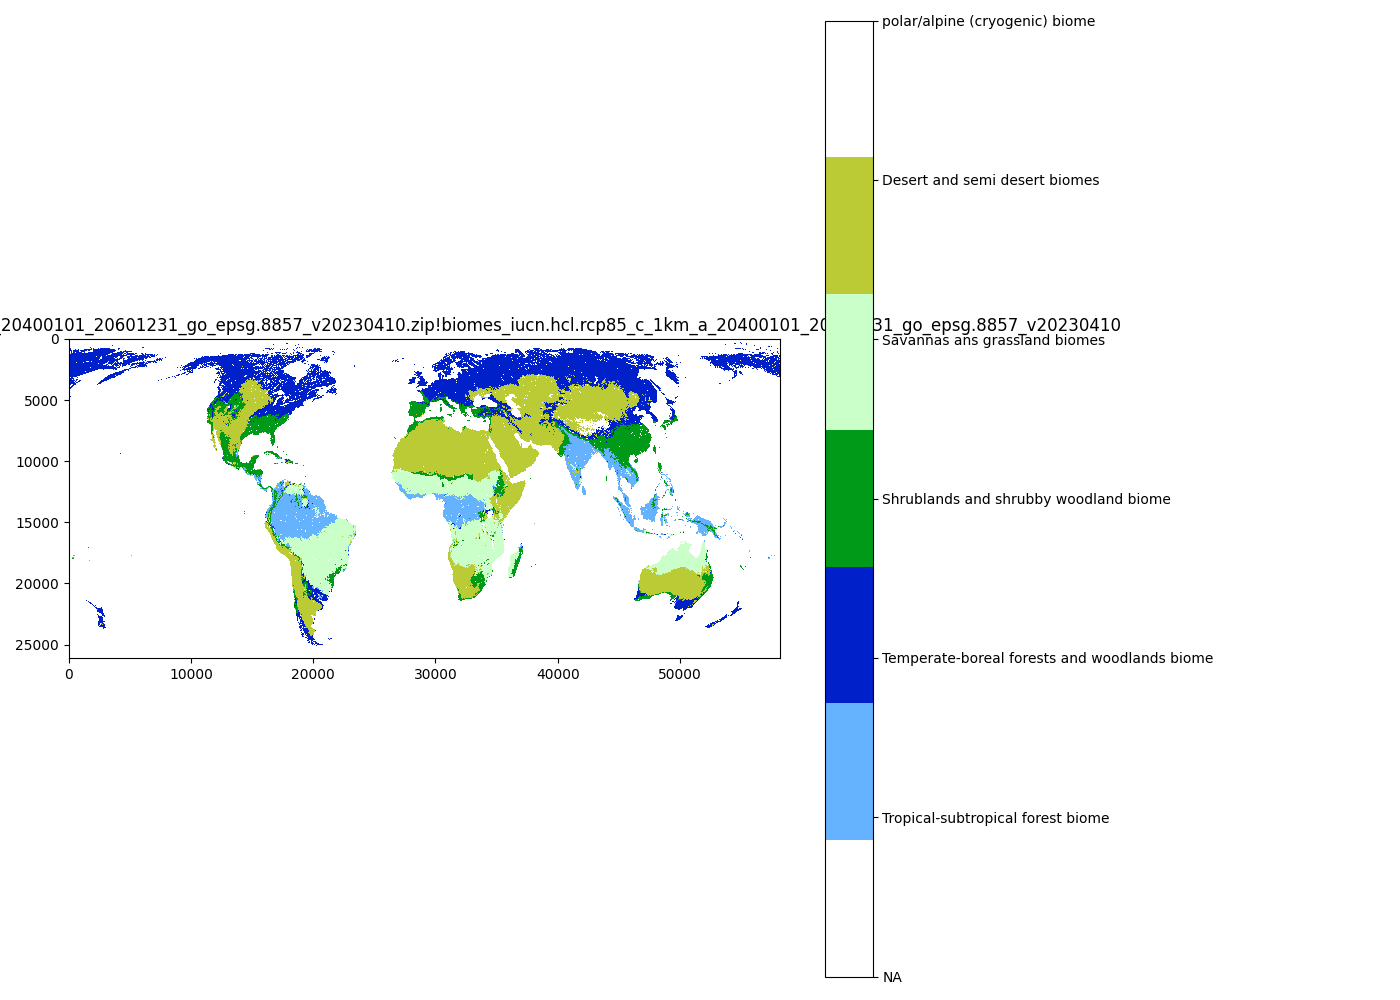 polar/alpine (cryogenic) biome
Desert and semi desert biomes
_20400101_20601231_go_epsg.8857_v20230410.zip!biomes_iucn.hcl.rcp85_c_1km_a_20400101_20 31_go_epsg.8857_v20230410
Savannas ans grassland biomes
Shrublands and shrubby woodland biome
Temperate-boreal forests and woodlands biome
Tropical-subtropical forest biome
NA
0
5000
10000
15000
20000
25000
0 10000 20000 30000 40000 50000